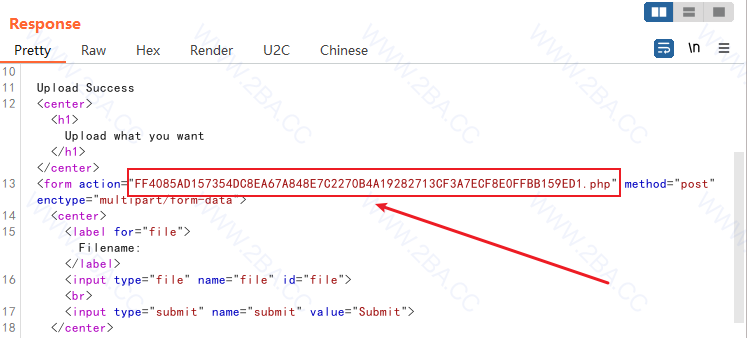 Response
Pretty Raw Hex Render U2C Chinese \n
10
11 Upload Success
12 <center>
<h1>
Upload what you want
</h1>
</center>
13 <form action="FF4085AD157354DC8EA67A848E7C2270B4A19282713CF3A7ECF8E0FFBB159ED1.php" method="post"
enctype="multipart/form-data">
14 <center>
15 <label for="file">
Filename:
</label>
16 <input type="file" name="file" id="file">
<br>
17 <input type="submit" name="submit" value="Submit">
18 </center>
WWW.2BA.CC